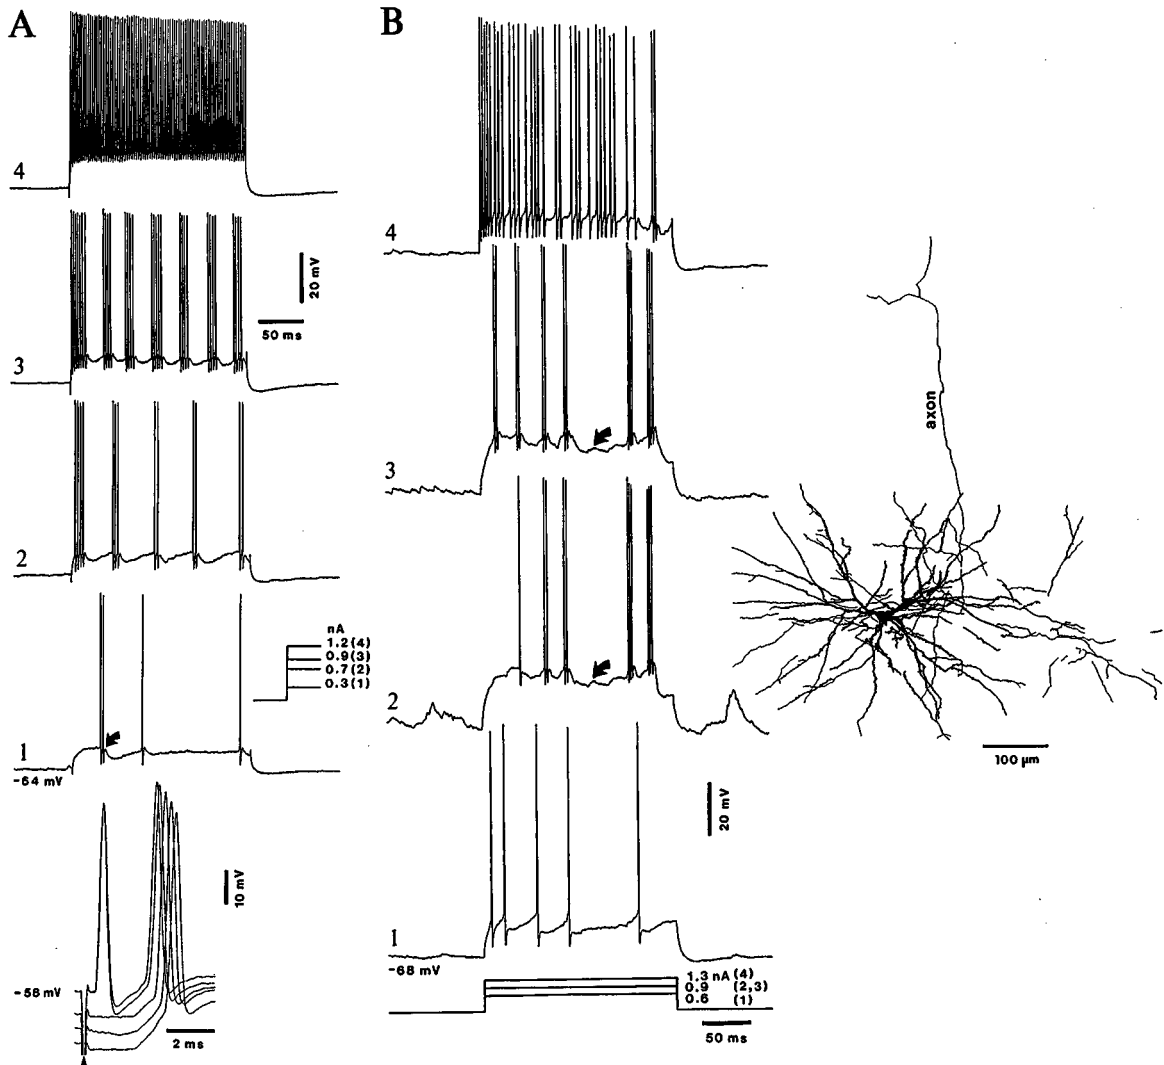 A
4
3
20 mV
50 ms
2
nA
1.2(4)
0.9(3)
0.7(2)
0.3(1)
1
-64 mV
10 mV
-58 mV
2 ms
B
4
3
2
20 mV
1
-68 mV
1.3 nA (4)
0.9 (2,3)
0.6 (1)
50 ms
axon
100 µm